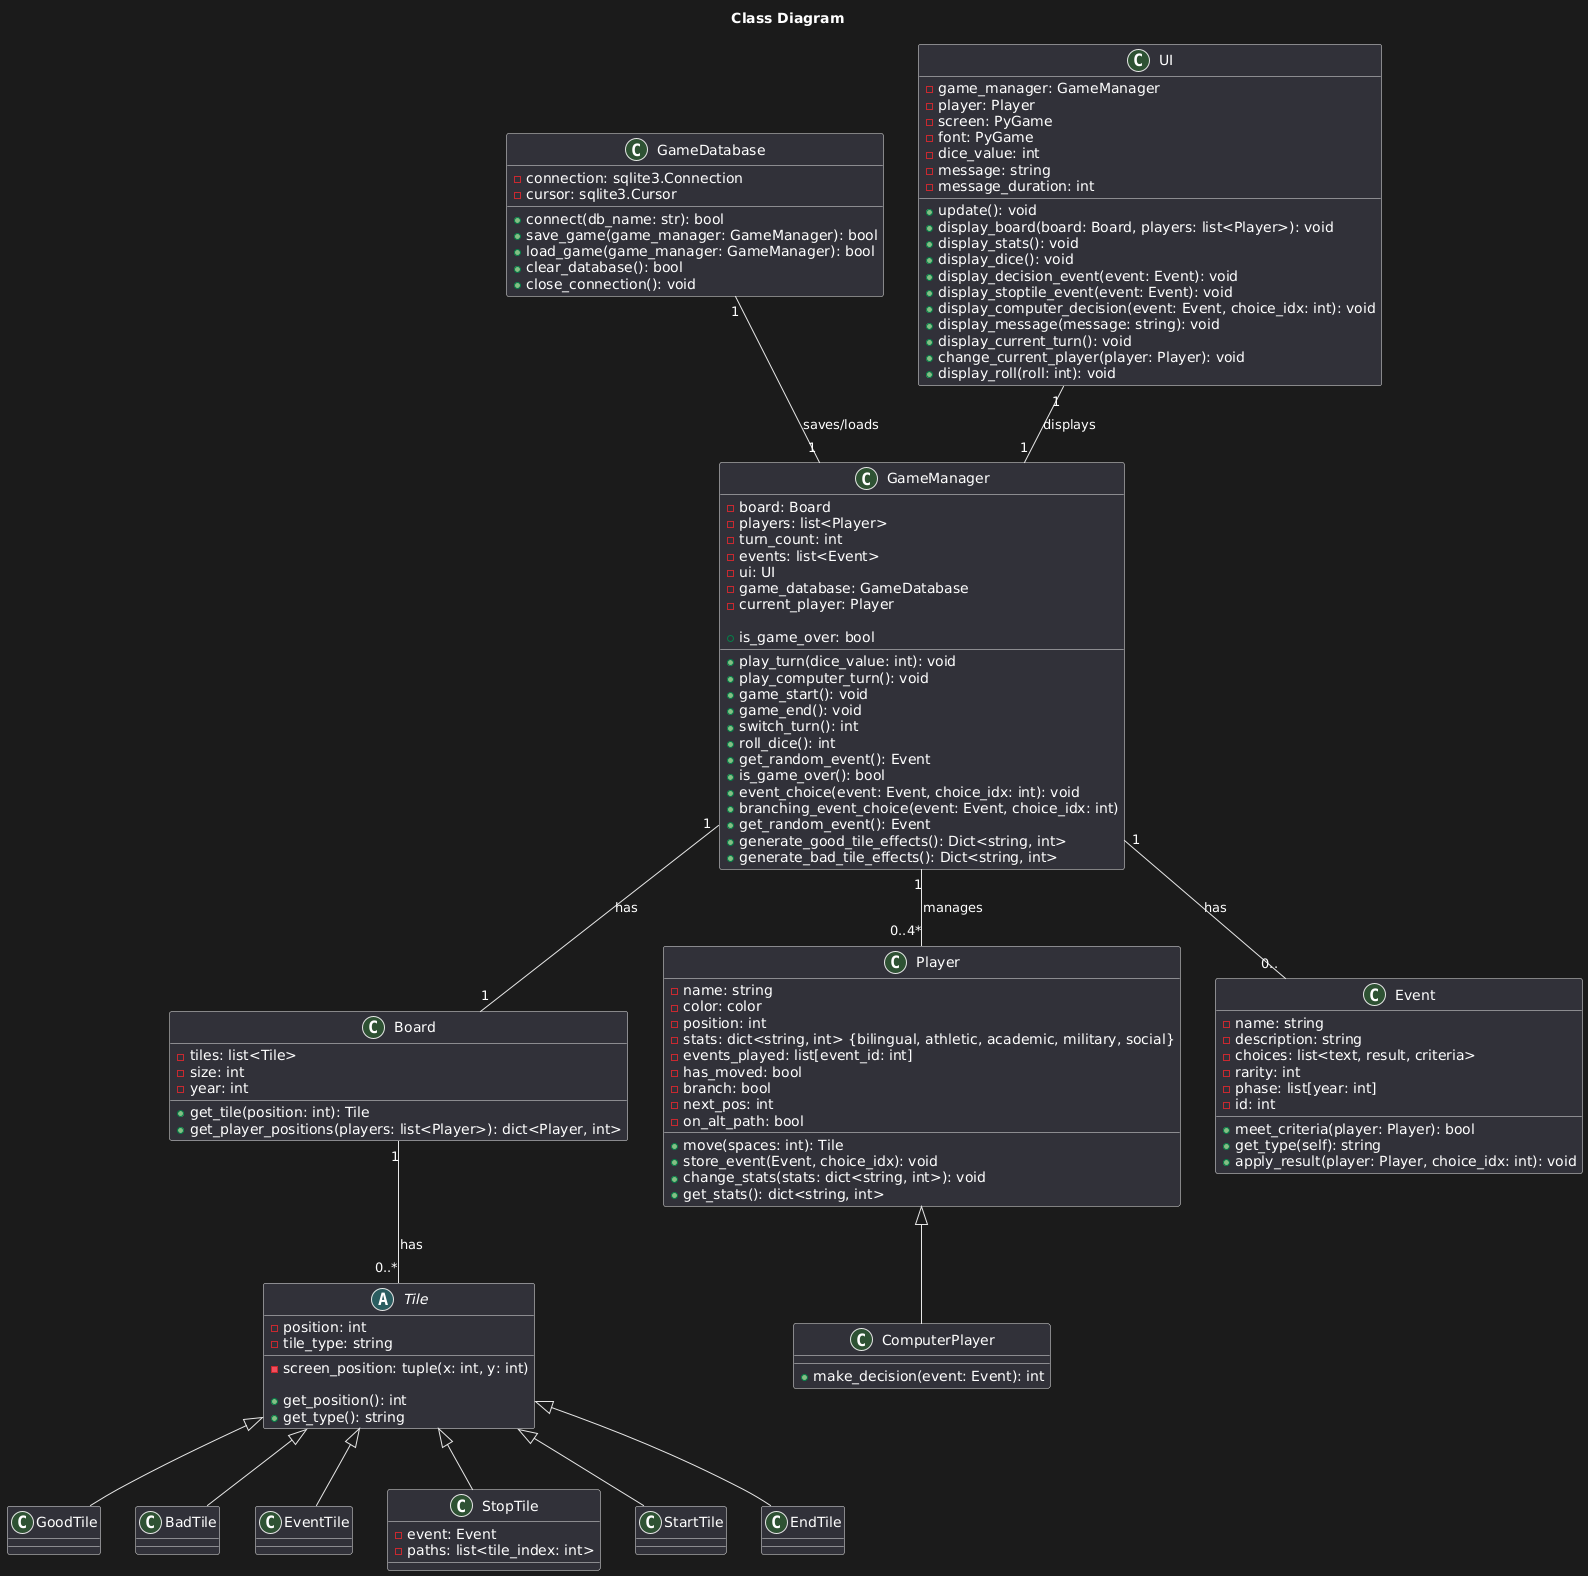 Class Diagram
C UI
game_manager: GameManager
player: Player
screen: PyGame
font: PyGame
dice_value: int
message: string
message_duration: int
update(): void
display_board(board: Board, players: list<Player>): void
display_stats(): void
display_dice(): void
display_decision_event(event: Event): void
display_stoptile_event(event: Event): void
display_computer_decision(event: Event, choice_idx: int): void
display_message(message: string): void
display_current_turn(): void
change_current_player(player: Player): void
display_roll(roll: int): void
C GameDatabase
connection: sqlite3.Connection
cursor: sqlite3.Cursor
connect(db_name: str): bool
save_game(game_manager: GameManager): bool
load_game(game_manager: GameManager): bool
clear_database(): bool
close_connection(): void
1
1
saves/loads
displays
1
1
C GameManager
board: Board
players: list<Player>
turn_count: int
events: list<Event>
ui: UI
game_database: GameDatabase
current_player: Player
is_game_over: bool
play_turn(dice_value: int): void
play_computer_turn(): void
game_start(): void
game_end(): void
switch_turn(): int
roll_dice(): int
get_random_event(): Event
is_game_over(): bool
event_choice(event: Event, choice_idx: int): void
branching_event_choice(event: Event, choice_idx: int)
get_random_event(): Event
generate_good_tile_effects(): Dict<string, int>
generate_bad_tile_effects(): Dict<string, int>
1
1
1
has
manages
has
1
0..4*
0..
C Board
tiles: list<Tile>
size: int
year: int
get_tile(position: int): Tile
get_player_positions(players: list<Player>): dict<Player, int>
C Player
name: string
color: color
position: int
stats: dict<string, int> {bilingual, athletic, academic, military, social}
events_played: list[event_id: int]
has_moved: bool
branch: bool
next_pos: int
on_alt_path: bool
move(spaces: int): Tile
store_event(Event, choice_idx): void
change_stats(stats: dict<string, int>): void
get_stats(): dict<string, int>
C Event
name: string
description: string
choices: list<text, result, criteria>
rarity: int
phase: list[year: int]
id: int
meet_criteria(player: Player): bool
get_type(self): string
apply_result(player: Player, choice_idx: int): void
1
has
0..*
A Tile
position: int
tile_type: string
screen_position: tuple(x: int, y: int)
get_position(): int
get_type(): string
C ComputerPlayer
make_decision(event: Event): int
C GoodTile
C BadTile
C EventTile
C StopTile
event: Event
paths: list<tile_index: int>
C StartTile
C EndTile